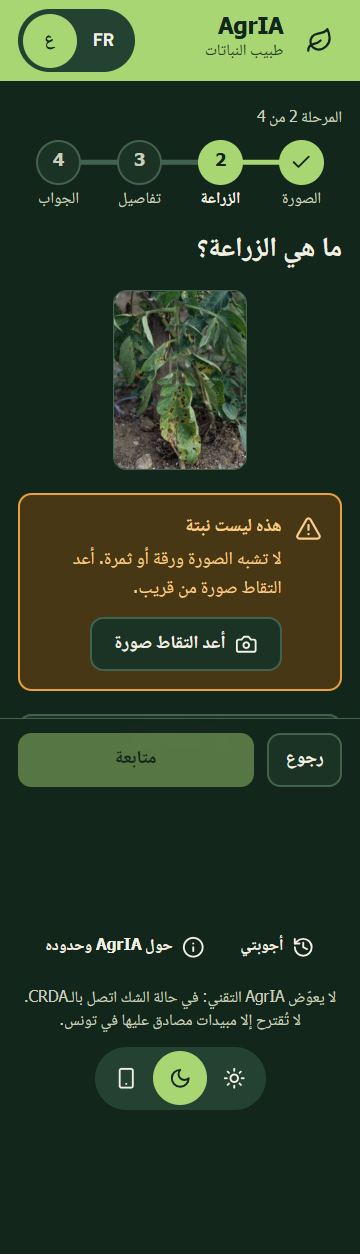 AgrIA
طبيب النباتات
FR
ع
المرحلة 2 من 4
2
3
4
الصورة
الزراعة
تفاصيل
الجواب
ما هي الزراعة؟
هذه ليست نبتة
لا تشبه الصورة ورقة أو ثمرة. أعد
التقاط صورة من قريب.
أعد التقاط صورة
رجوع
متابعة
أجوبتي
حول AgrIA وحدوده
لا يعوّض AgrIA التقني: في حالة الشك اتصل بالـCRDA.
لا تُقترح إلا مبيدات مصادق عليها في تونس.